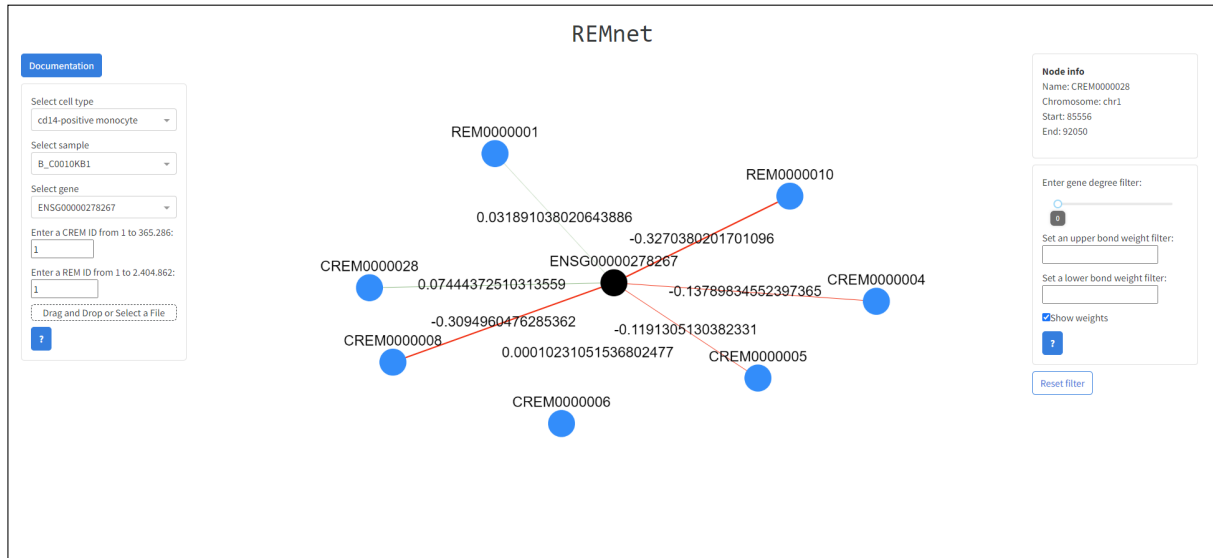 REMnet
Documentation
Select cell type
cd14-positive monocyte
Select sample
B_C0010KB1
Select gene
ENSG00000278267
Enter a CREM ID from 1 to 365.286:
1
Enter a REM ID from 1 to 2.404.862:
1
Drag and Drop or Select a File
?
REM0000001
REM0000010
0.031891038020643886
-0.3270380201701096
ENSG00000278267
CREM0000028
0.07444372510313559
-0.13789834552397365
CREM0000004
-0.3094960476285362
-0.1191305130382331
CREM0000008
0.00010231051536802477
CREM0000005
CREM0000006
Node info
Name: CREM0000028
Chromosome: chr1
Start: 85556
End: 92050
Enter gene degree filter:
0
Set an upper bond weight filter:
Set a lower bond weight filter:
Show weights
?
Reset filter